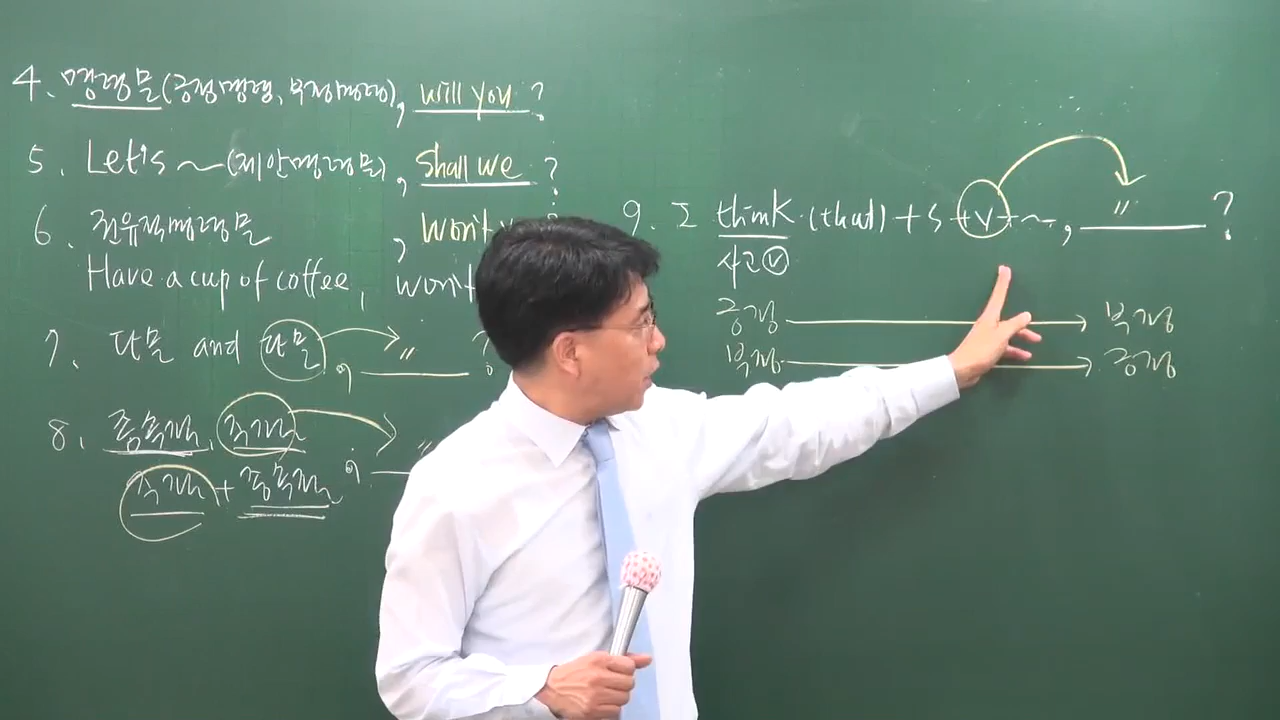 4. 명령문(긍정명령, 부정명령), will you?
5. Let's ~(제안명령문), shall we?
6. 권유적명령문, won't
Have a cup of coffee, won't
7. 단문 and 단문, 〃 ?
8. 종속절, 주절, 〃
주절 + 종속절,
9. I think (that) + S + V + ~, 〃 ?
사고 Ⓥ
긍정 → 부정
부정 → 긍정